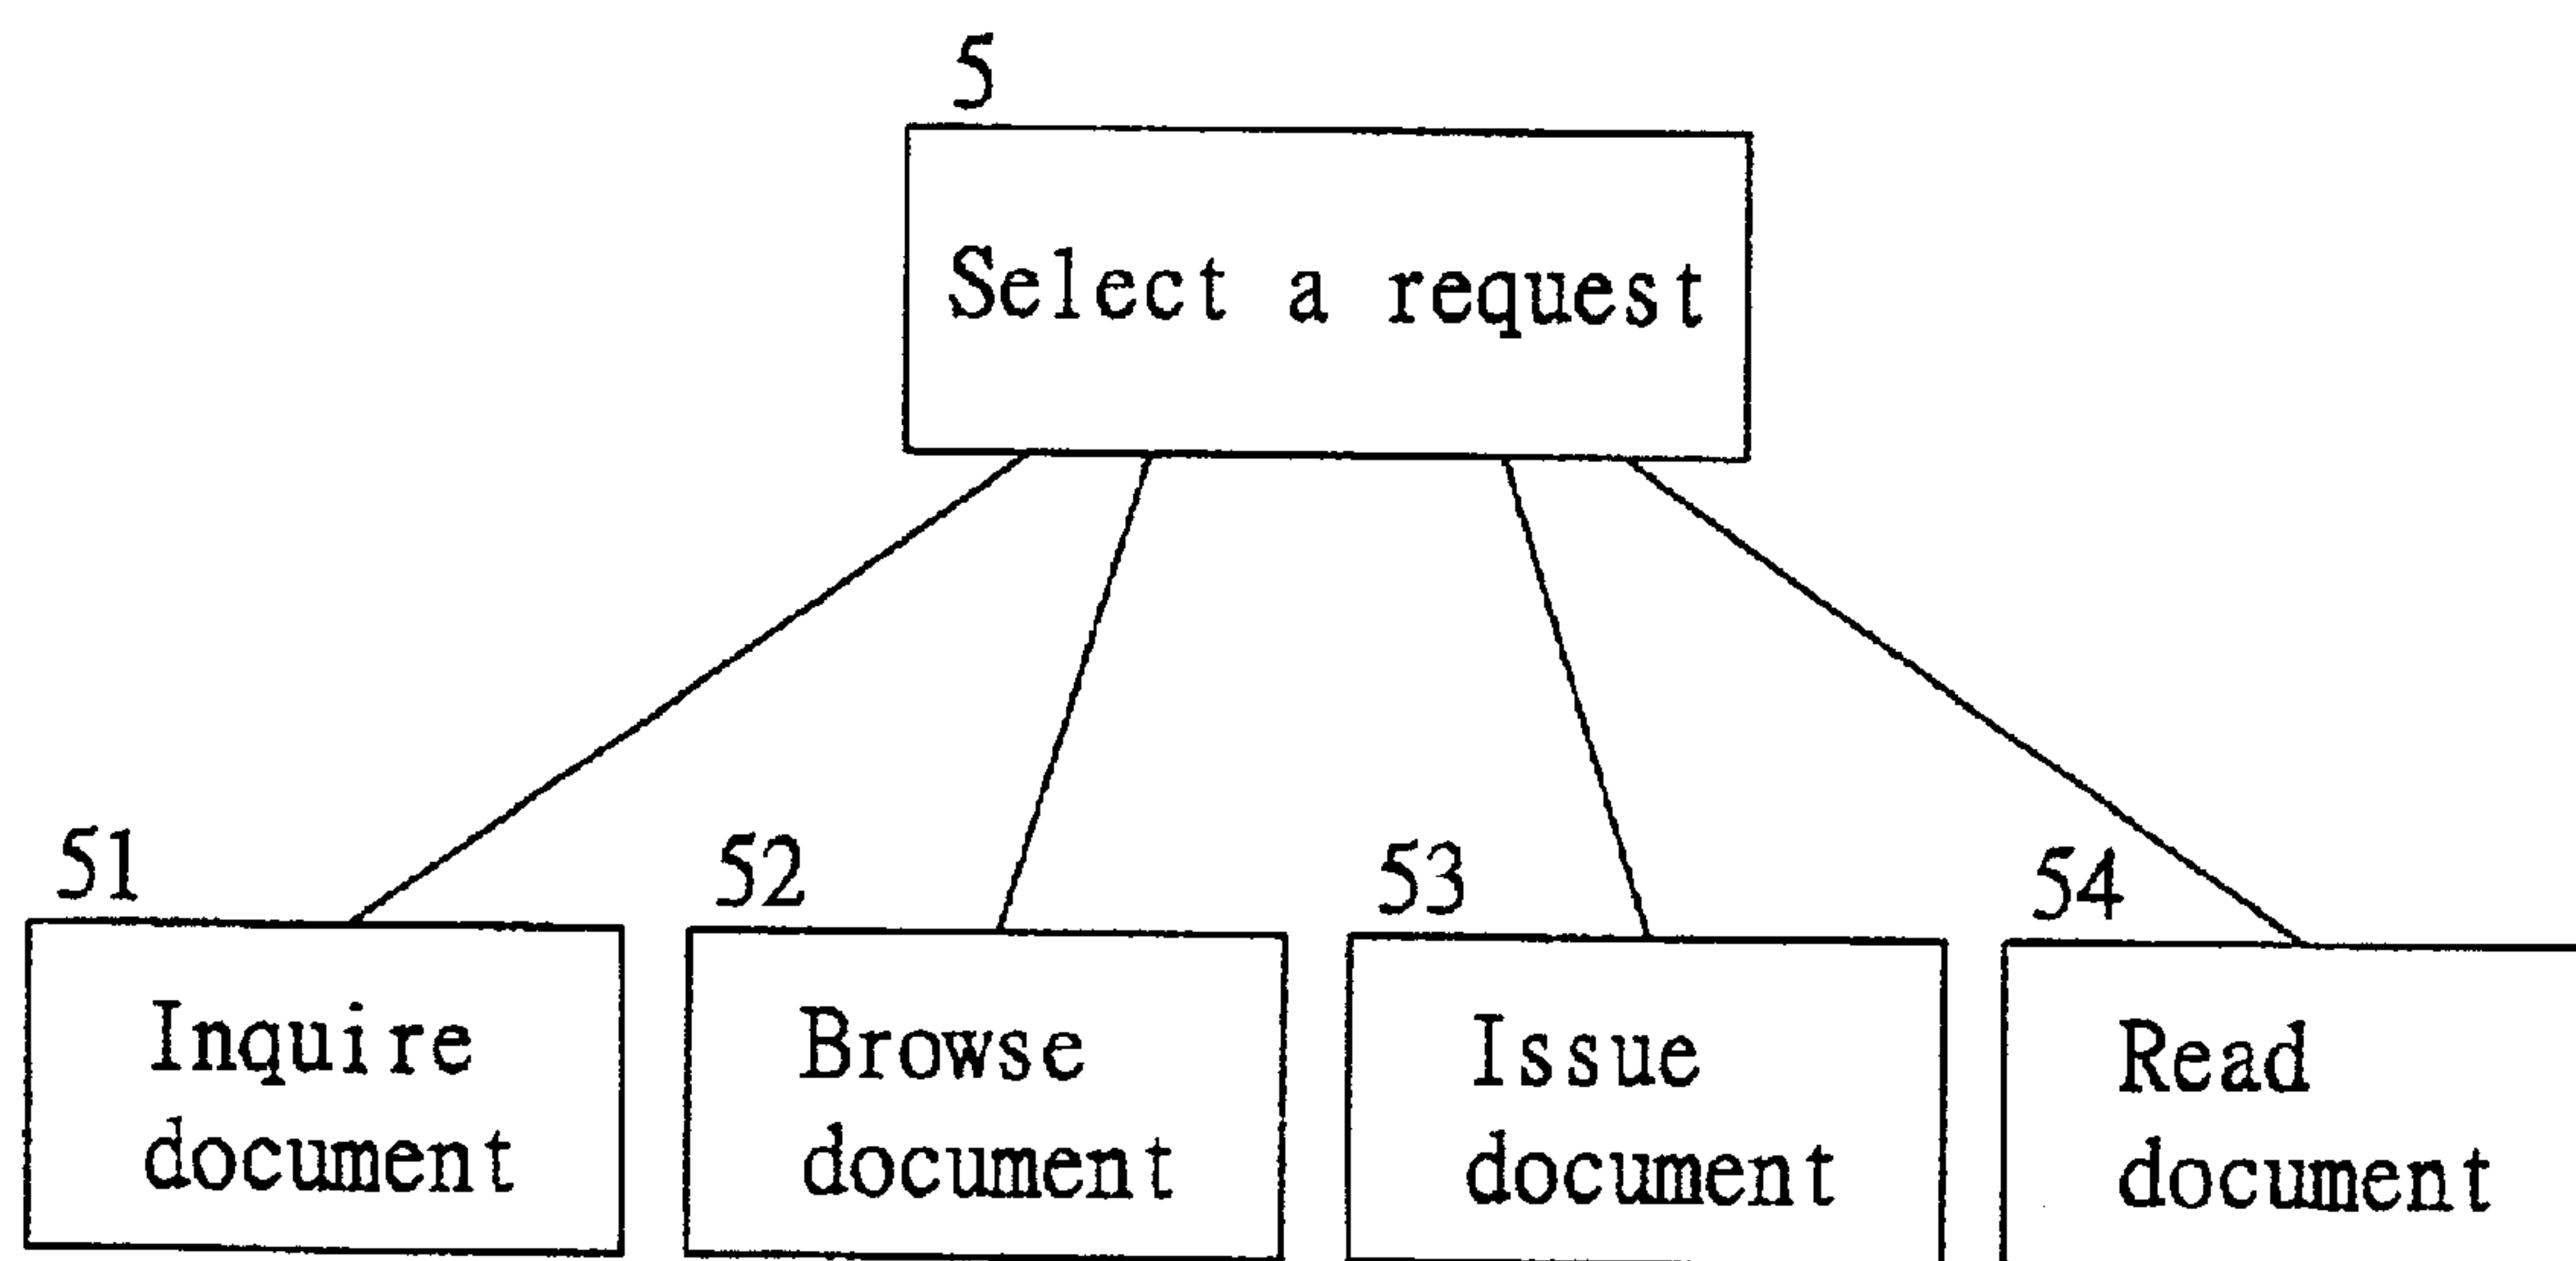 5
Select a request
51
52
53
54
Inquire
document
Browse
document
Issue
document
Read
document